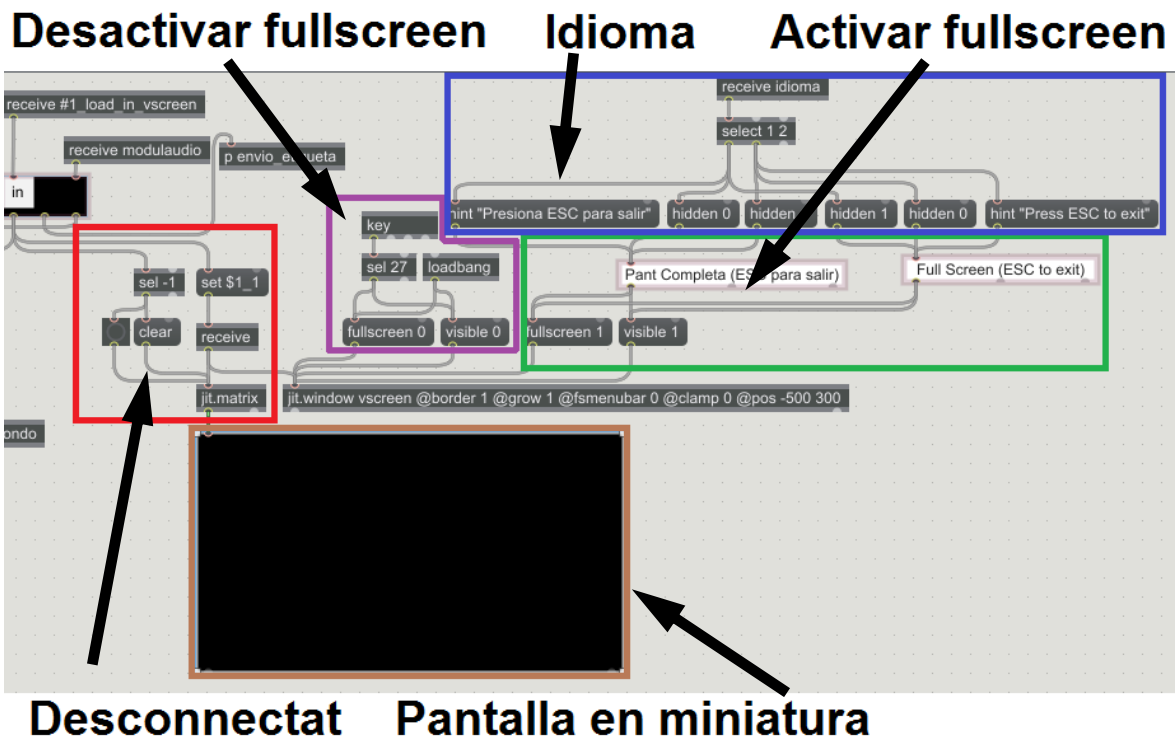 Desactivar fullscreen
Idioma
Activar fullscreen
receive #1_load_in_vscreen
receive idioma
select 1 2
receive modulaudio
p envio_etiqueta
in
hint "Presiona ESC para salir"
hidden 0
hidden
hidden 1
hidden 0
hint "Press ESC to exit"
key
sel 27
loadbang
Pant Completa (ESC para salir)
Full Screen (ESC to exit)
sel -1
set $1_1
clear
receive
fullscreen 0
visible 0
fullscreen 1
visible 1
jit.matrix
jit.window vscreen @border 1 @grow 1 @fsmenubar 0 @clamp 0 @pos -500 300
ondo
Desconnectat
Pantalla en miniatura